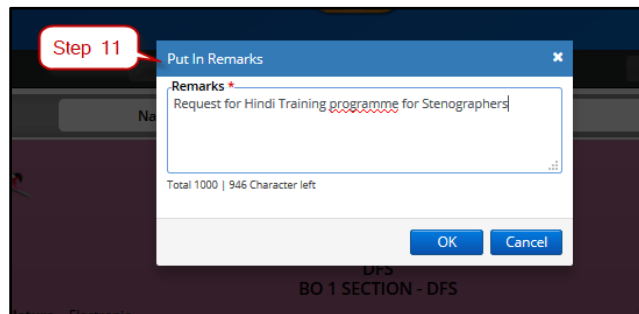 Step 11
Put In Remarks
Remarks *
Request for Hindi Training programme for Stenographers
Na
Total 1000 | 946 Character left
OK Cancel
DFS
BO 1 SECTION - DFS